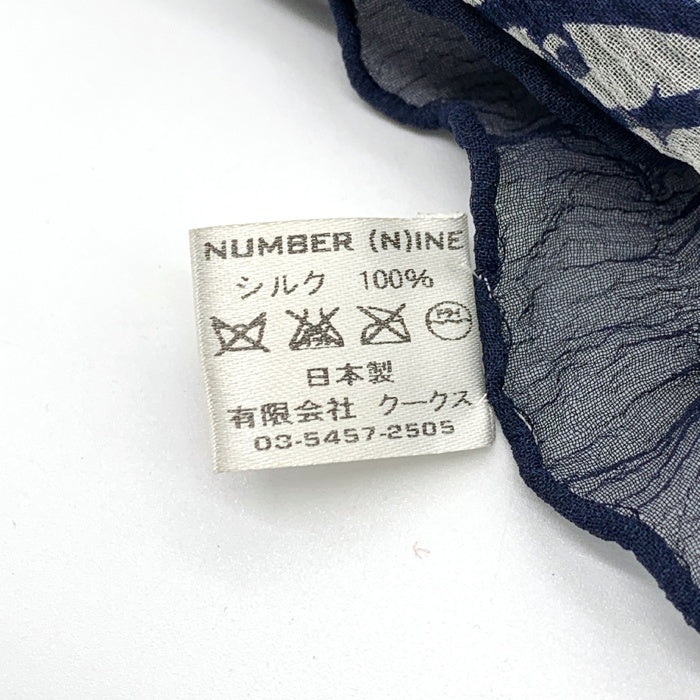 NUMBER (N)INE
シルク 100%
日本製
有限会社 クークス
03-5457-2505